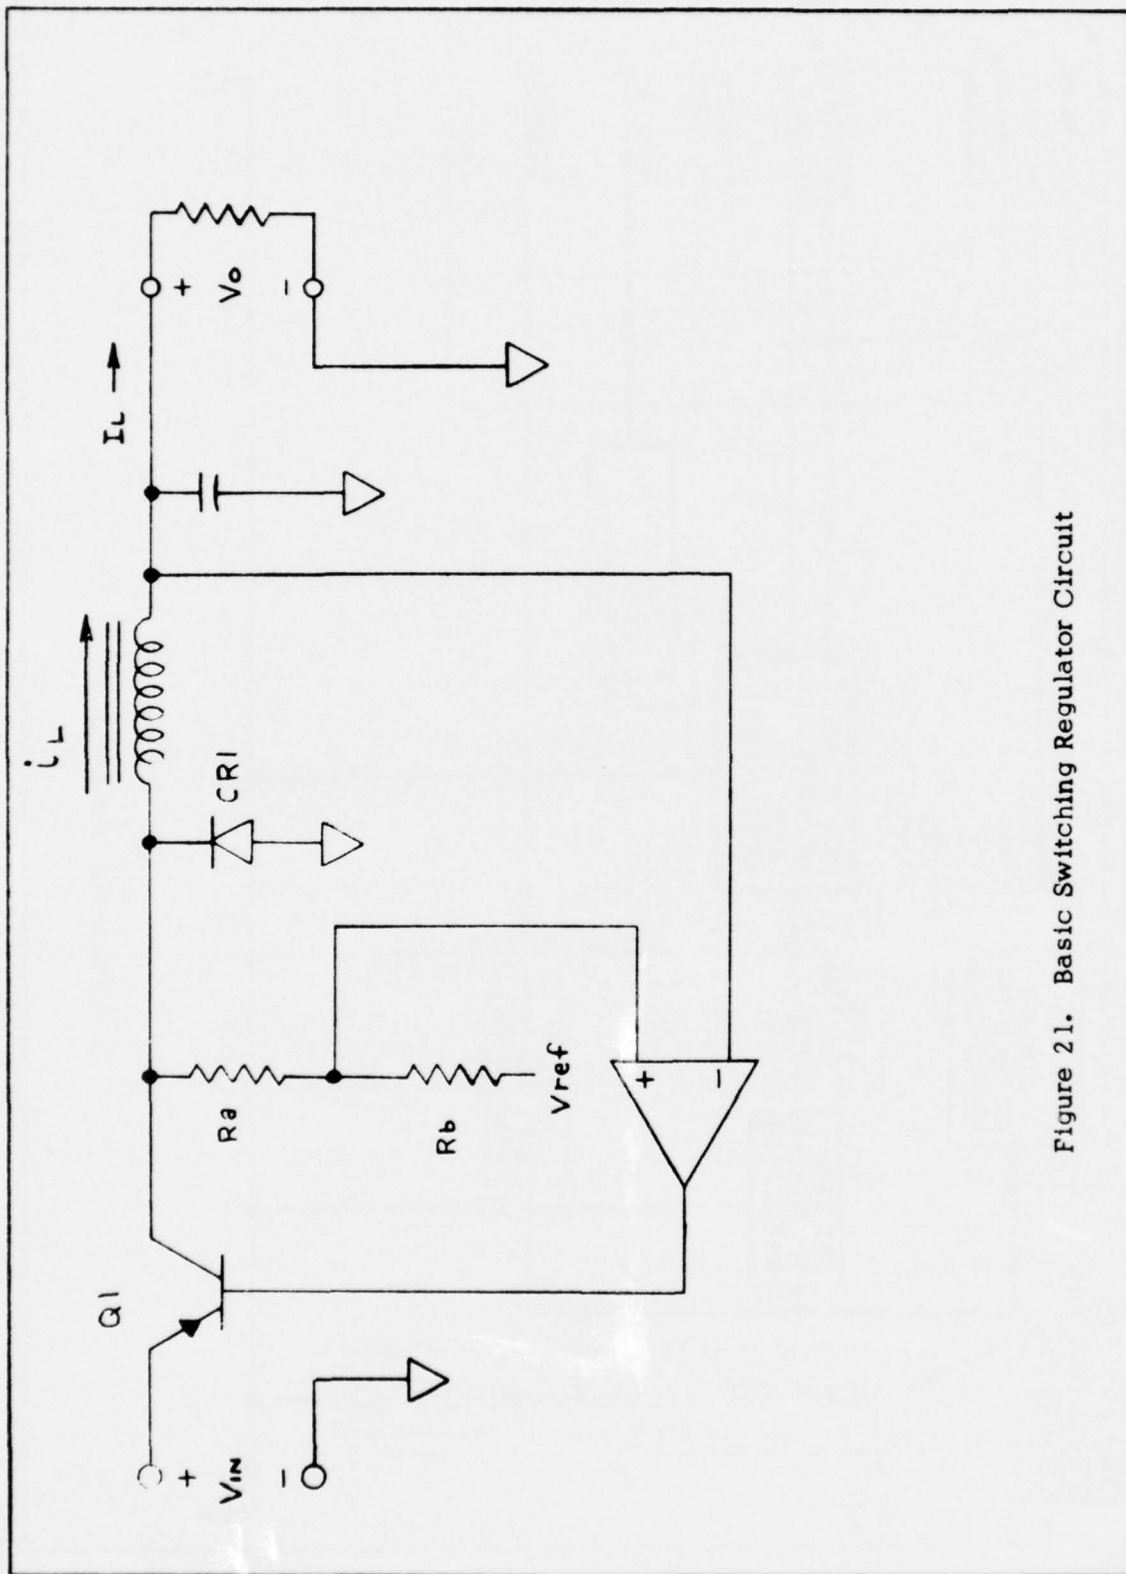 Q1
+
VIN
-
Ra
Rb
Vref
+
-
CR1
iL
IL
+
Vo
-
Figure 21. Basic Switching Regulator Circuit